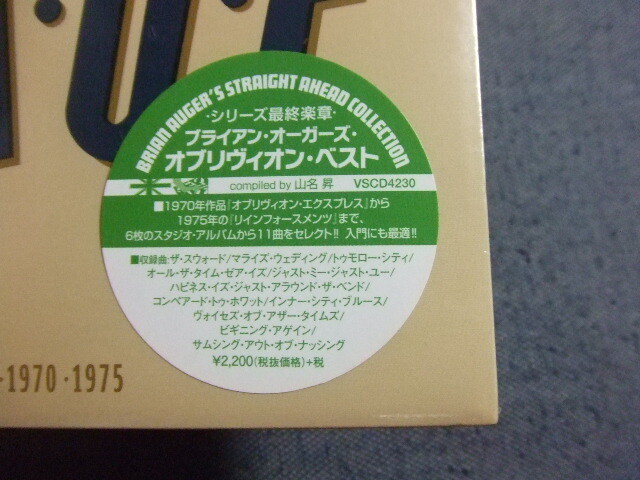 BRIAN AUGER'S STRAIGHT AHEAD COLLECTION
・シリーズ最終楽章・
ブライアン・オーガーズ・
オブリヴィオン・ベスト
compiled by 山名 昇 VSCD4230
■1970年作品『オブリヴィオン・エクスプレス』から
1975年の『リインフォースメンツ』まで、
6枚のスタジオ・アルバムから11曲をセレクト!! 入門にも最適!!
■収録曲:ザ・スウォード/マライズ・ウェディング/トゥモロー・シティ/
オール・ザ・タイム・ゼア・イズ/ジャスト・ミー・ジャスト・ユー/
ハピネス・イズ・ジャスト・アラウンド・ザ・ベンド/
コンペアード・トゥ・ホワット/インナー・シティ・ブルース/
ヴォイセズ・オブ・アザー・タイムズ/
ビギニング・アゲイン/
サムシング・アウト・オブ・ナッシング
¥2,200(税抜価格)+税
・1970・1975